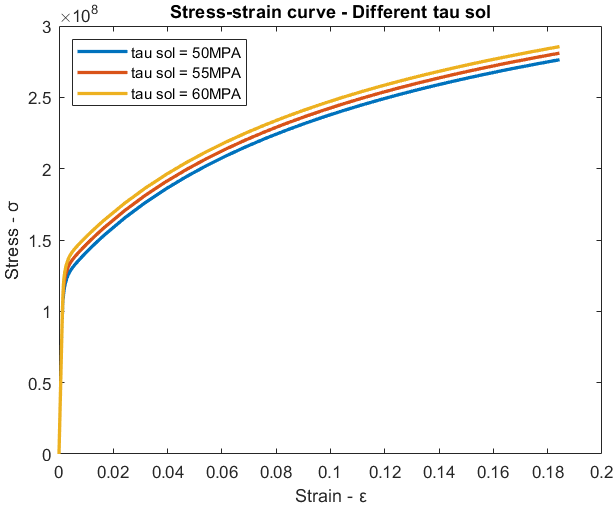 Stress-strain curve - Different tau sol
×10⁸
3
2.5
2
1.5
1
0.5
0
tau sol = 50MPA
tau sol = 55MPA
tau sol = 60MPA
Stress - σ
0 0.02 0.04 0.06 0.08 0.1 0.12 0.14 0.16 0.18 0.2
Strain - ε